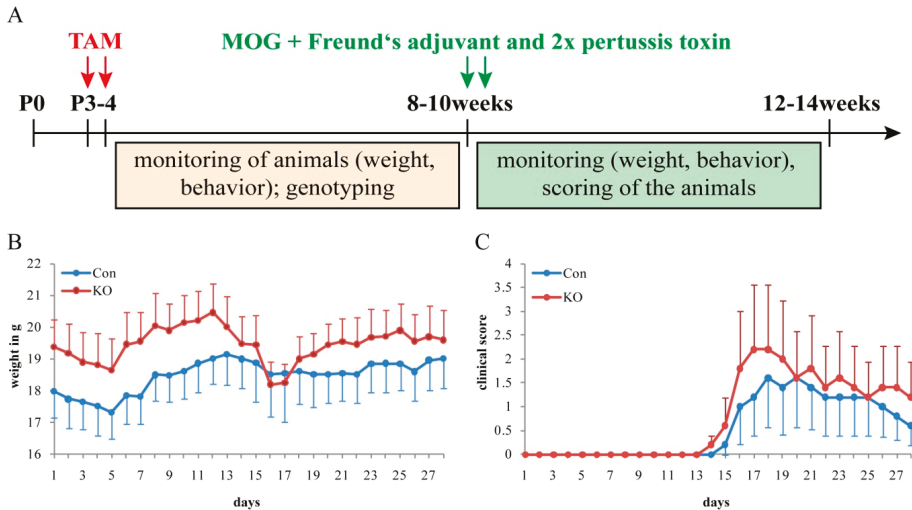 A
TAM
MOG + Freund‘s adjuvant and 2x pertussis toxin
P0
P3-4
8-10weeks
12-14weeks
monitoring of animals (weight,
behavior); genotyping
monitoring (weight, behavior),
scoring of the animals
B
22
21
20
19
18
17
16
weight in g
Con
KO
1 3 5 7 9 11 13 15 17 19 21 23 25 27
days
C
4
3.5
3
2.5
2
1.5
1
0.5
0
clinical score
Con
KO
1 3 5 7 9 11 13 15 17 19 21 23 25 27
days